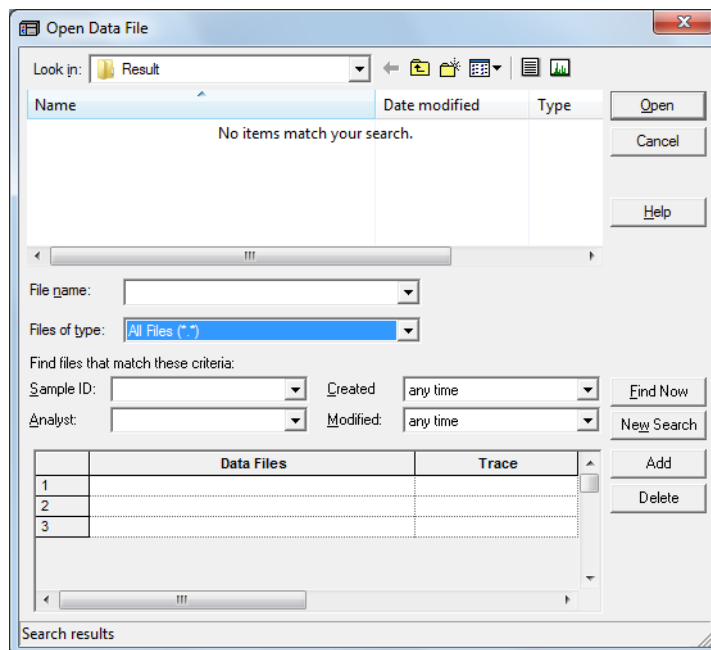 Open Data File
Look in: Result
Name Date modified Type Open
No items match your search.
Cancel
Help
File name:
Files of type: All Files (*.*)
Find files that match these criteria:
Sample ID: Created any time Find Now
Analyst: Modified: any time New Search
Data Files Trace Add
1
2 Delete
3
Search results